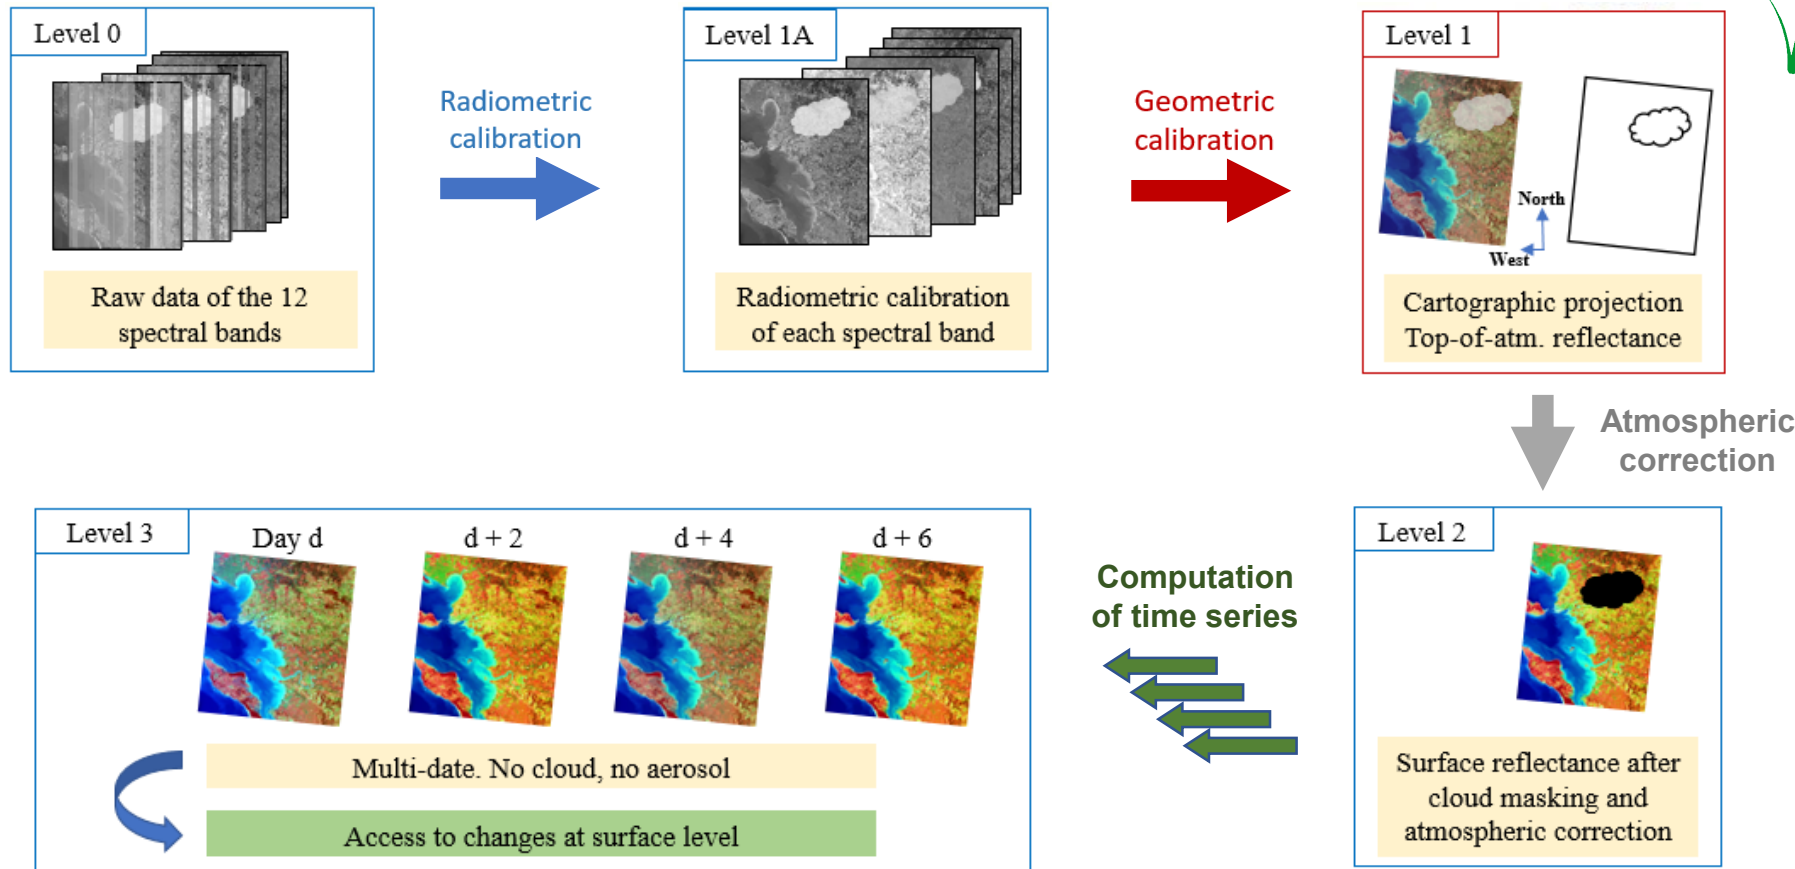 Level 0
Raw data of the 12
spectral bands
Radiometric
calibration
Level 1A
Radiometric calibration
of each spectral band
Geometric
calibration
Level 1
North
West
Cartographic projection
Top-of-atm. reflectance
Atmospheric
correction
Level 2
Surface reflectance after
cloud masking and
atmospheric correction
Computation
of time series
Level 3
Day d
d + 2
d + 4
d + 6
Multi-date. No cloud, no aerosol
Access to changes at surface level